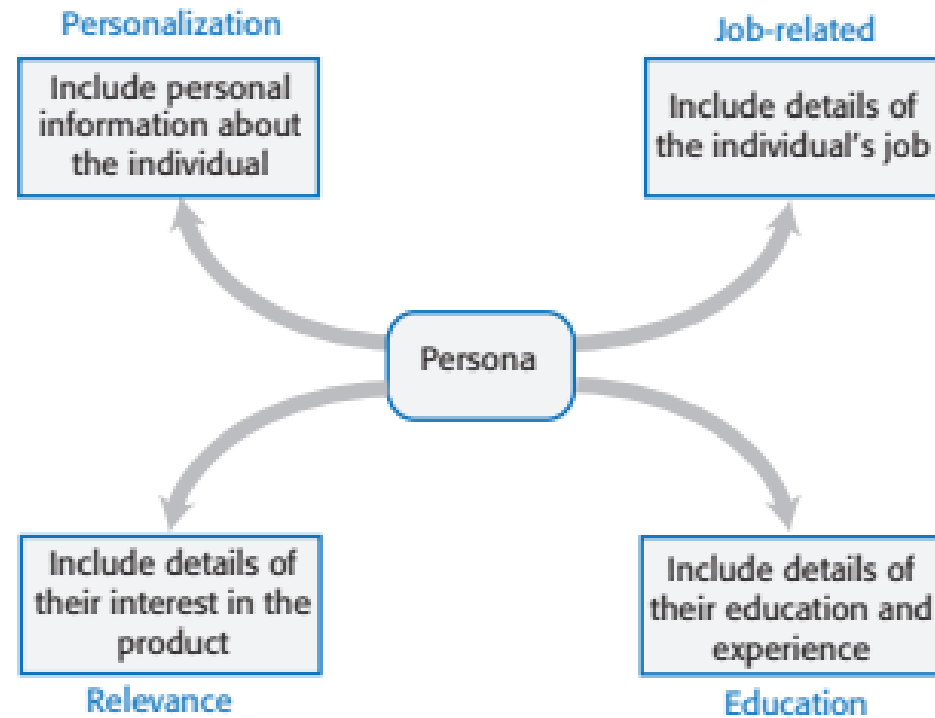 Personalization
Include personal
information about
the individual
Job-related
Include details of
the individual's job
Persona
Include details of
their interest in the
product
Relevance
Include details of
their education and
experience
Education